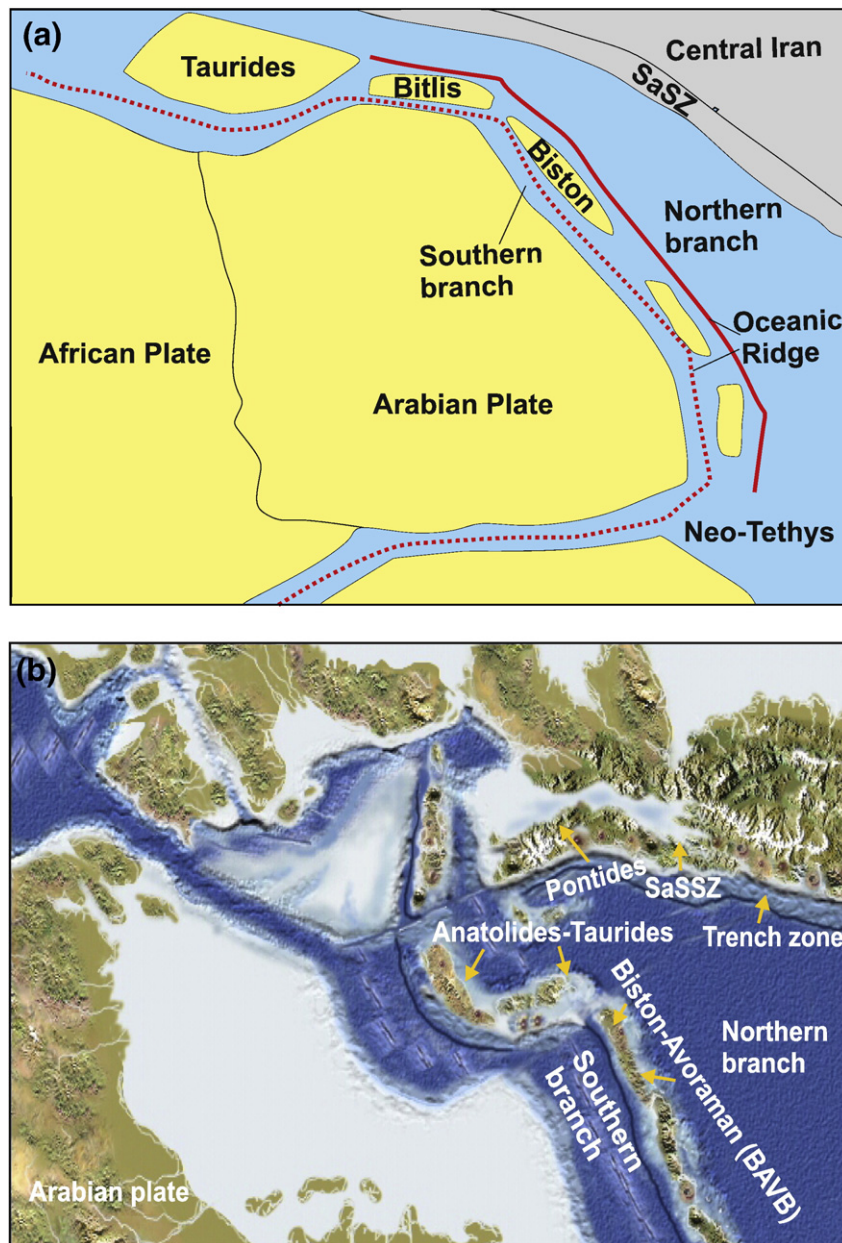 (a)
Taurides
Central Iran
SaSZ
Bitlis
Biston
Northern
branch
Southern
branch
Oceanic
Ridge
African Plate
Arabian Plate
Neo-Tethys
(b)
Pontides
SaSSZ
Trench zone
Anatolides-Taurides
Biston-Avoraman (BAVB)
Northern
branch
Southern
branch
Arabian plate